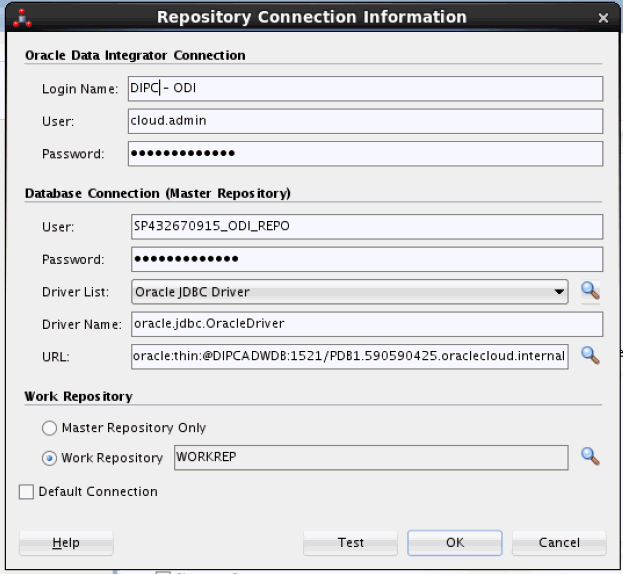 Repository Connection Information
Oracle Data Integrator Connection
Login Name: DIPC - ODI
User: cloud.admin
Password: •••••••••••••
Database Connection (Master Repository)
User: SP432670915_ODI_REPO
Password: •••••••••••••
Driver List: Oracle JDBC Driver
Driver Name: oracle.jdbc.OracleDriver
URL: oracle:thin:@DIPCADWDB:1521/PDB1.590590425.oraclecloud.internal
Work Repository
Master Repository Only
Work Repository WORKREP
Default Connection
Help Test OK Cancel